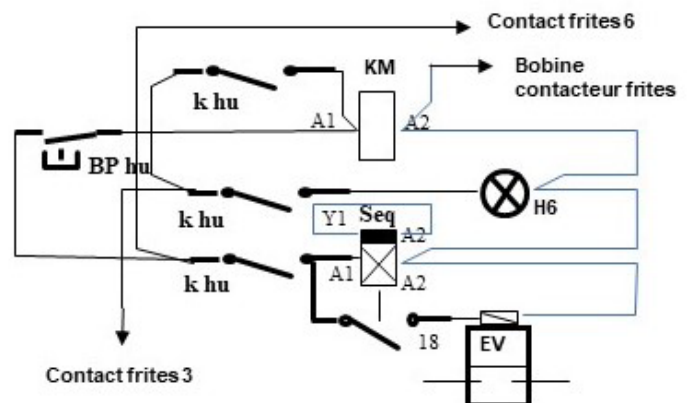 Contact frites 6
KM
Bobine
contacteur frites
k hu
A1
A2
BP hu
k hu
H6
Y1
Seq
A2
A1
A2
k hu
18
EV
Contact frites 3